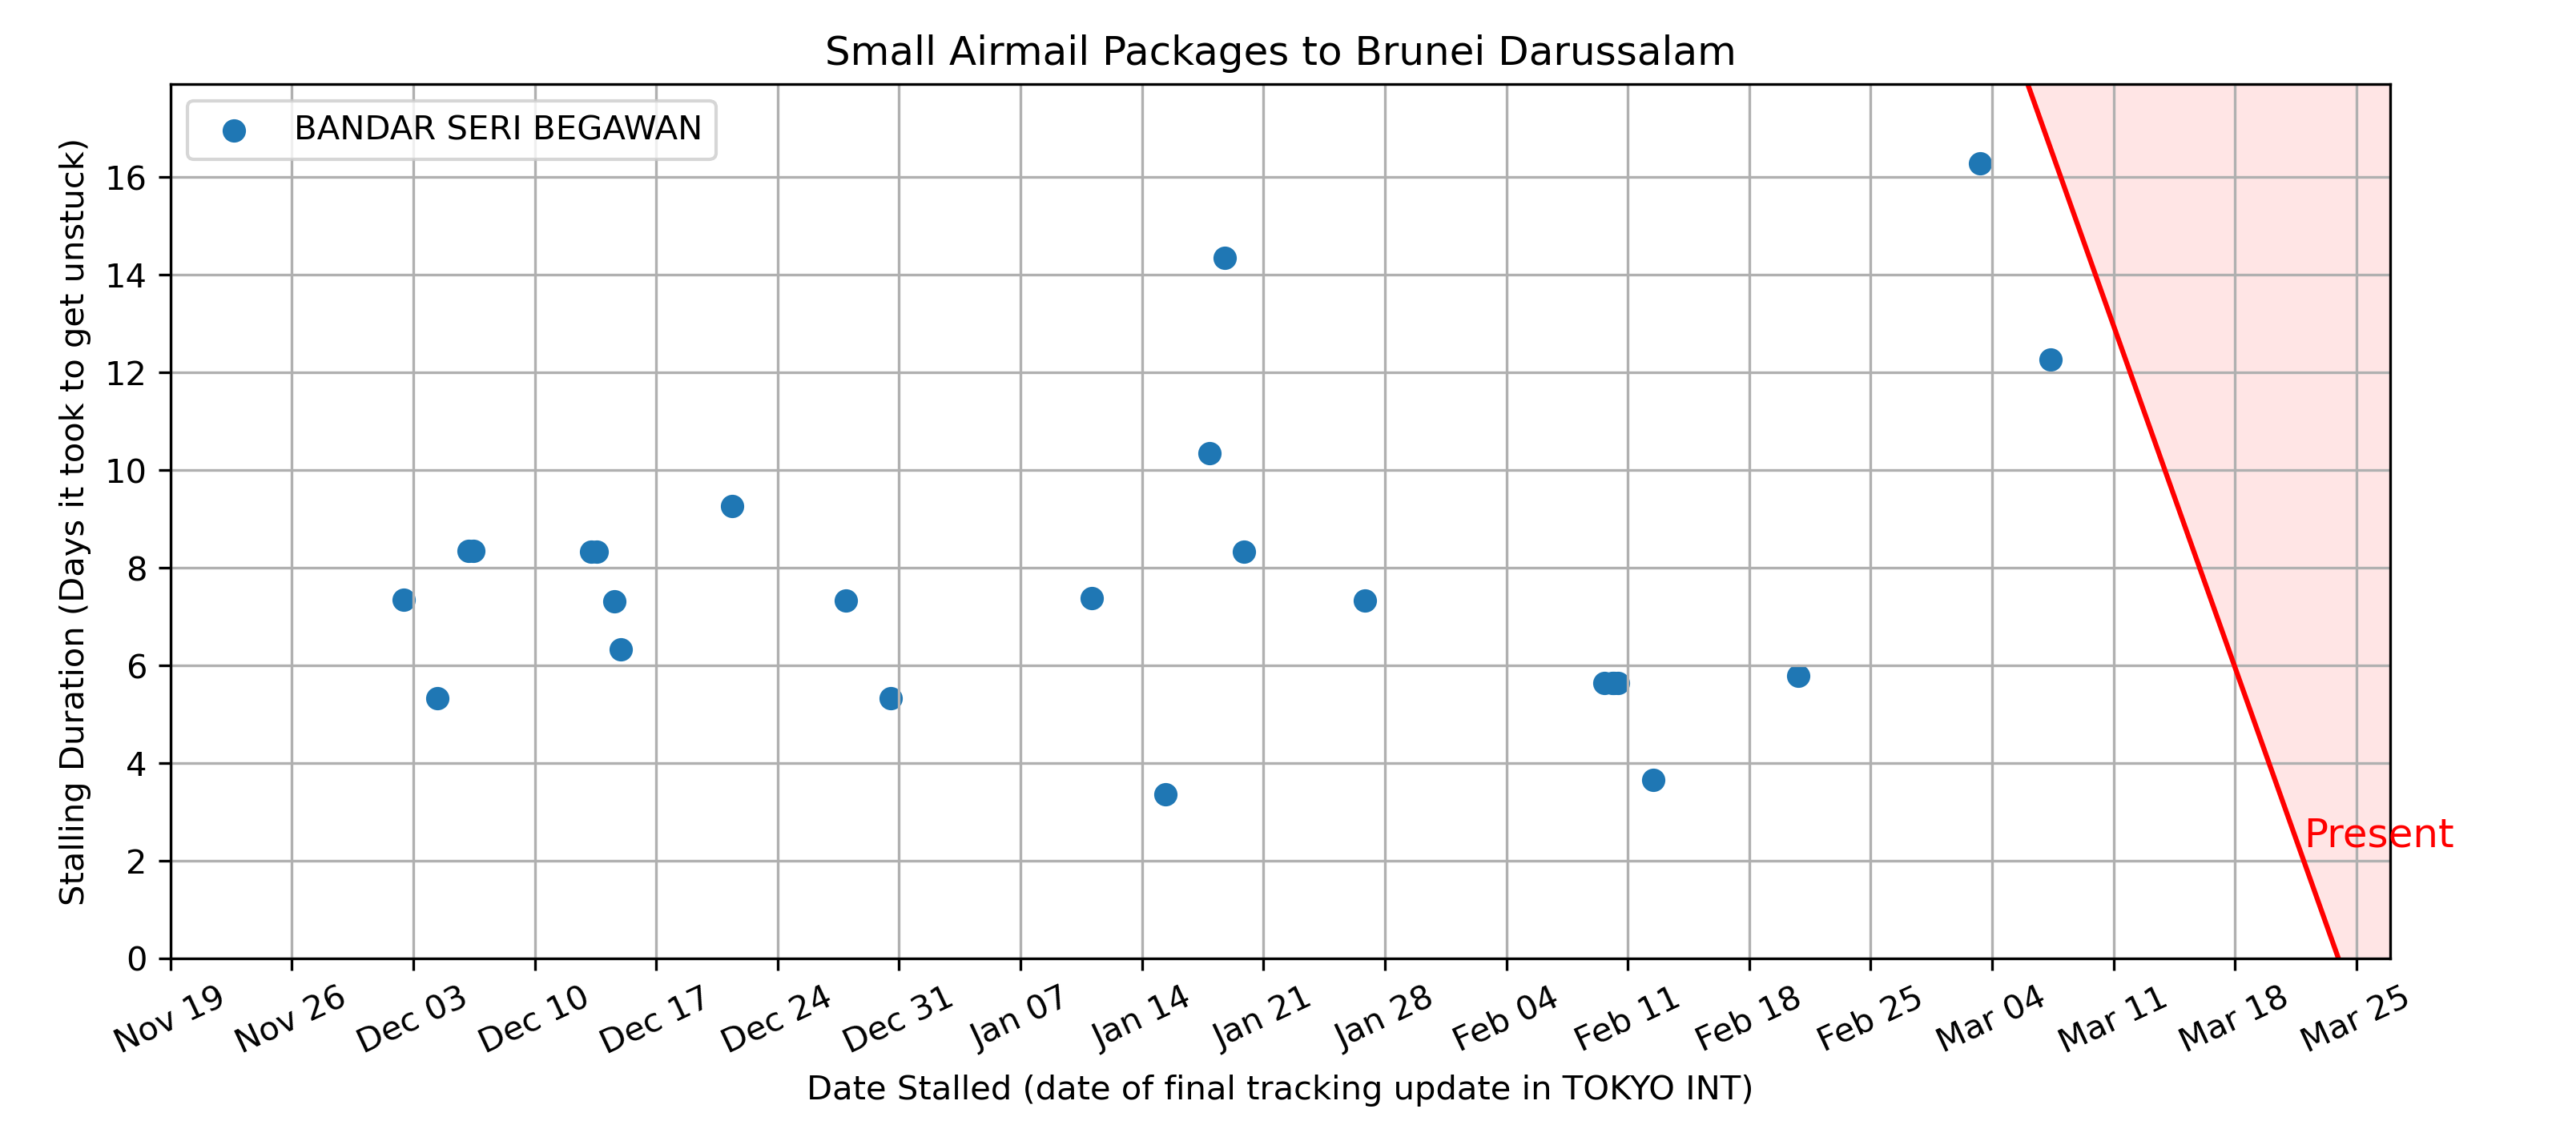 Small Airmail Packages to Brunei Darussalam
BANDAR SERI BEGAWAN
Stalling Duration (Days it took to get unstuck)
16
14
12
10
8
6
4
2
0
Present
Nov 19 Nov 26 Dec 03 Dec 10 Dec 17 Dec 24 Dec 31 Jan 07 Jan 14 Jan 21 Jan 28 Feb 04 Feb 11 Feb 18 Feb 25 Mar 04 Mar 11 Mar 18 Mar 25
Date Stalled (date of final tracking update in TOKYO INT)